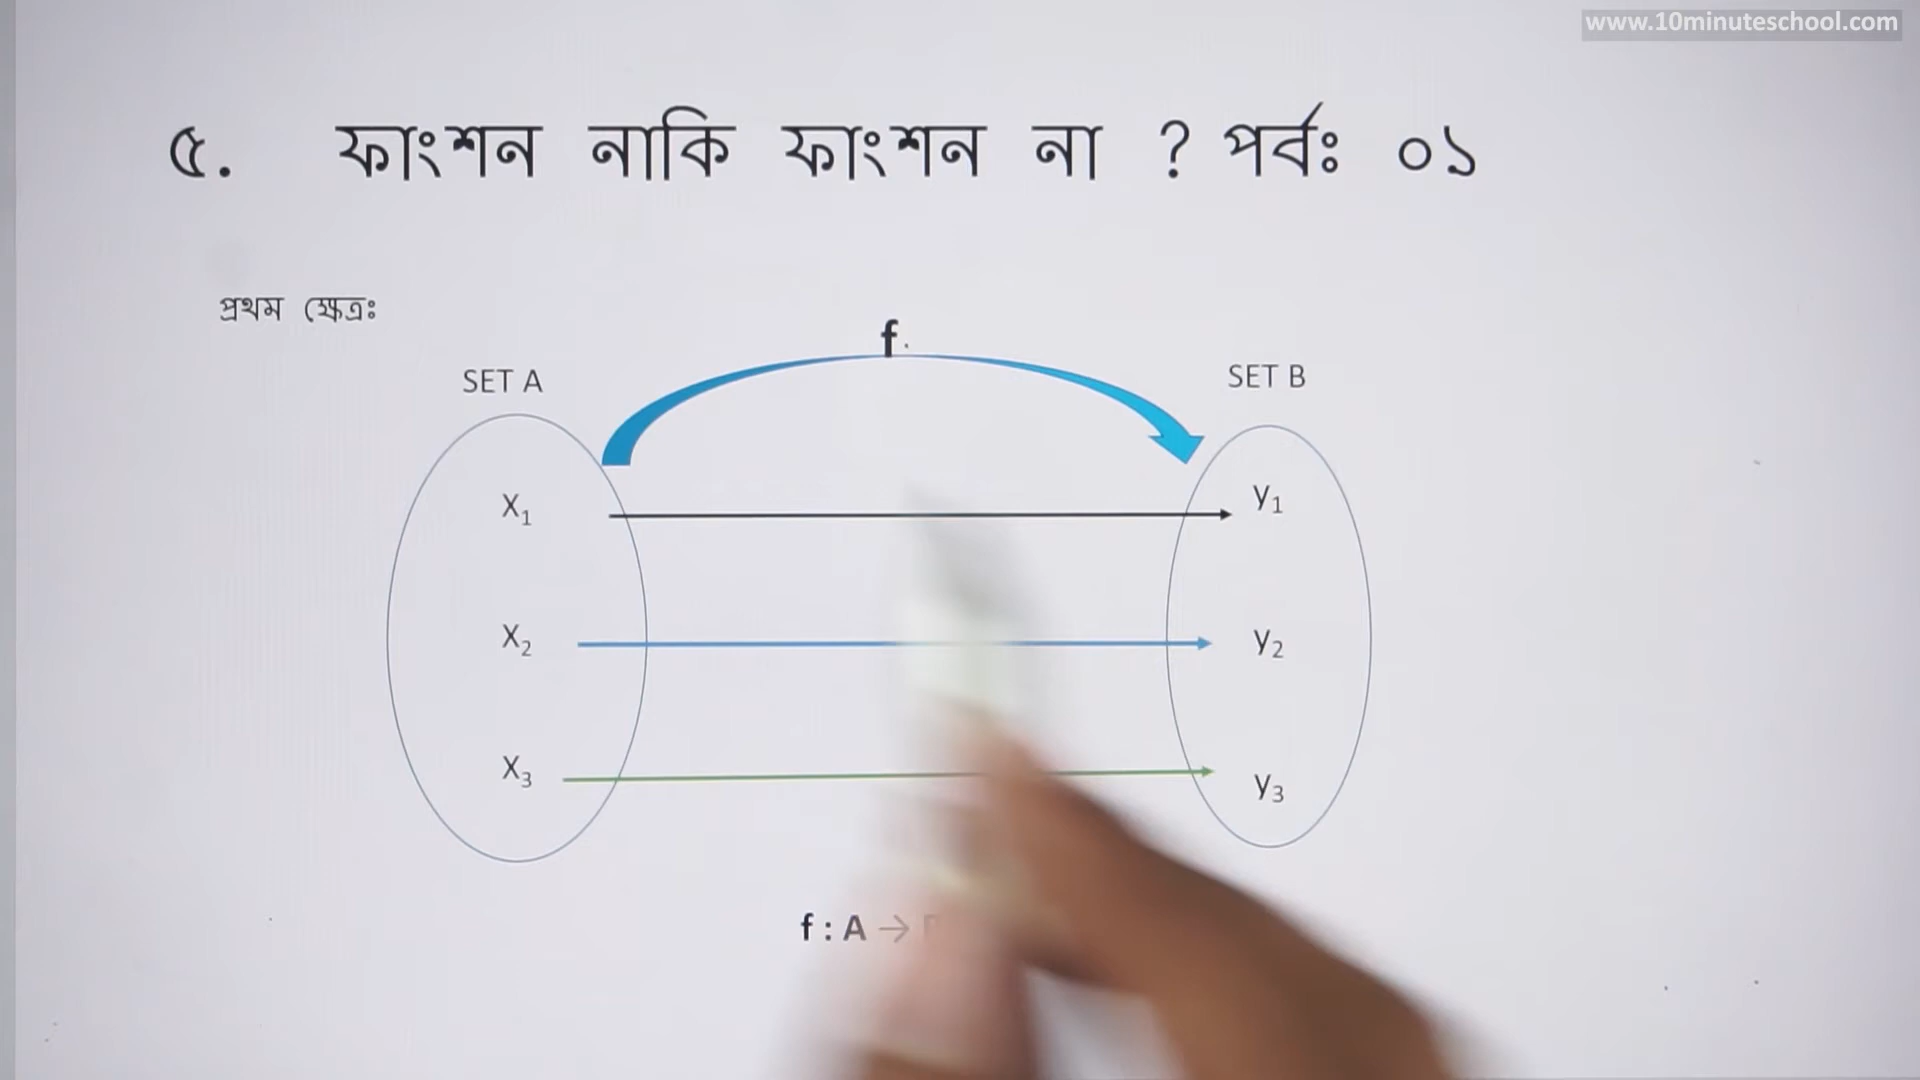 www.10minuteschool.com
৫. ফাংশন নাকি ফাংশন না ? পর্বঃ ০১
প্রথম ক্ষেত্রঃ
f
SET A
SET B
X₁
y₁
X₂
y₂
X₃
y₃
f : A →